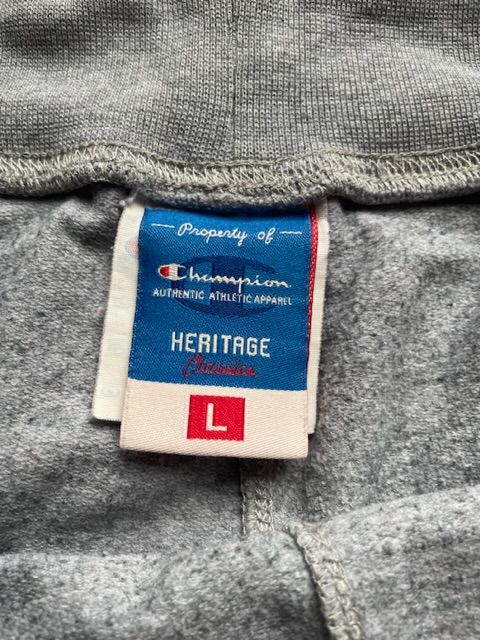 Property of
Champion
AUTHENTIC ATHLETIC APPAREL
HERITAGE
Classics
L